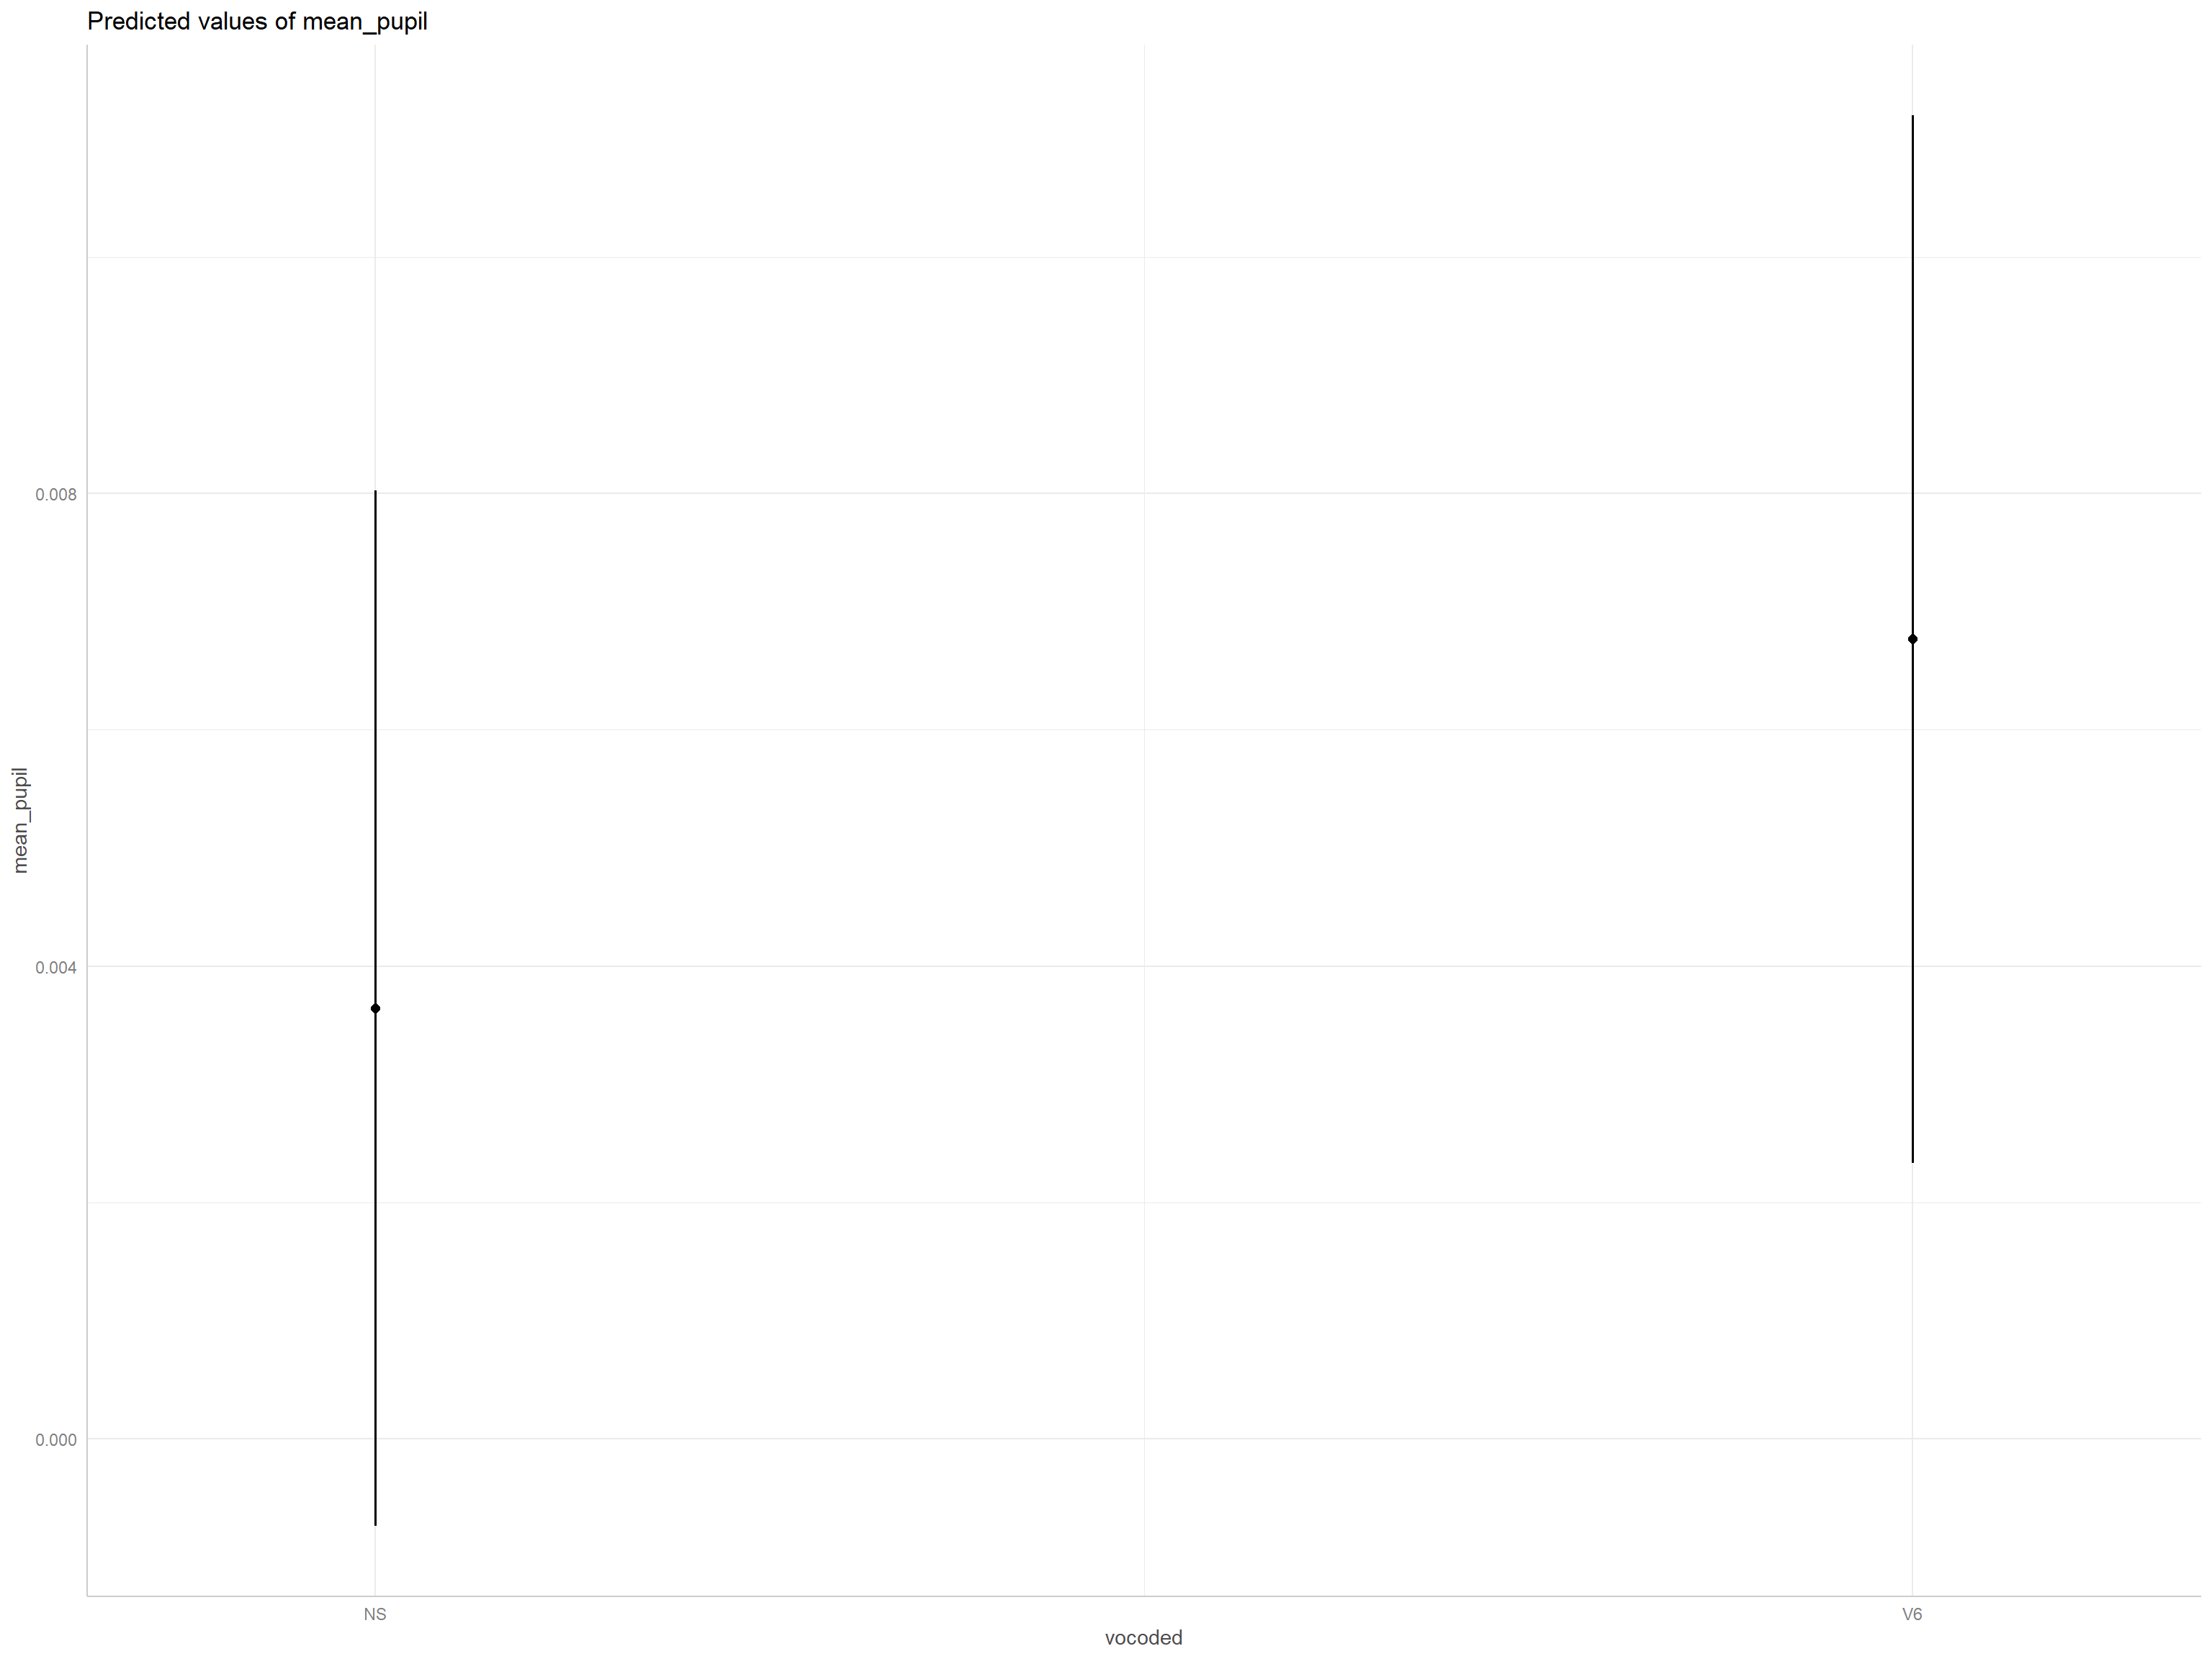 Predicted values of mean_pupil
0.008
0.004
0.000
mean_pupil
NS
V6
vocoded